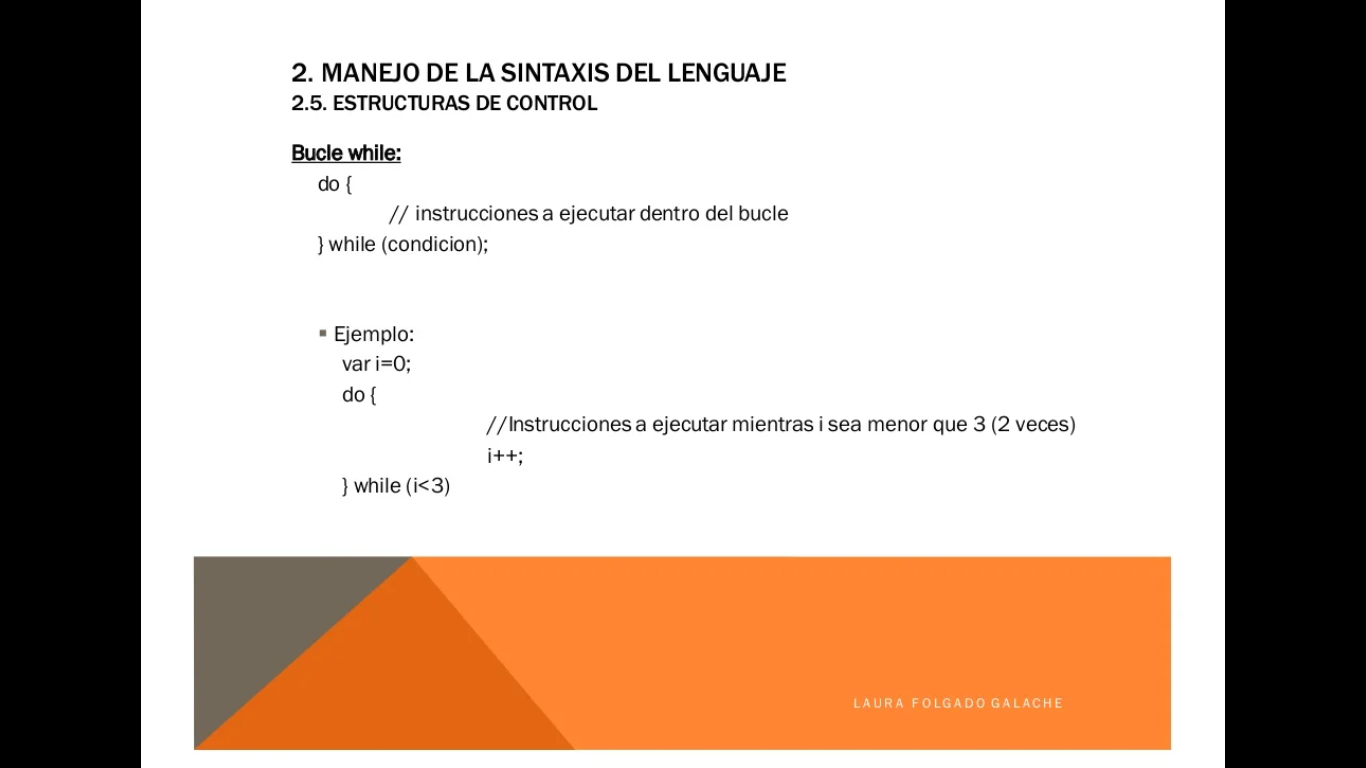 2. MANEJO DE LA SINTAXIS DEL LENGUAJE
2.5. ESTRUCTURAS DE CONTROL
Bucle while:
do {
// instrucciones a ejecutar dentro del bucle
} while (condicion);
Ejemplo:
var i=0;
do {
//Instrucciones a ejecutar mientras i sea menor que 3 (2 veces)
i++;
} while (i<3)
LAURA FOLGADO GALACHE